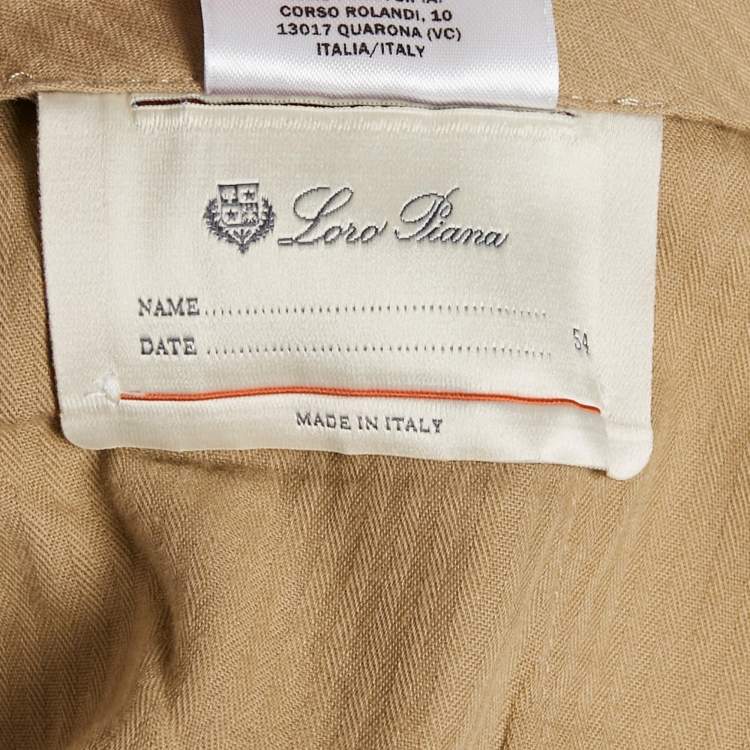 CORSO ROLANDI, 10
13017 QUARONA (VC)
ITALIA/ITALY
Loro Piana
NAME
DATE 54
MADE IN ITALY